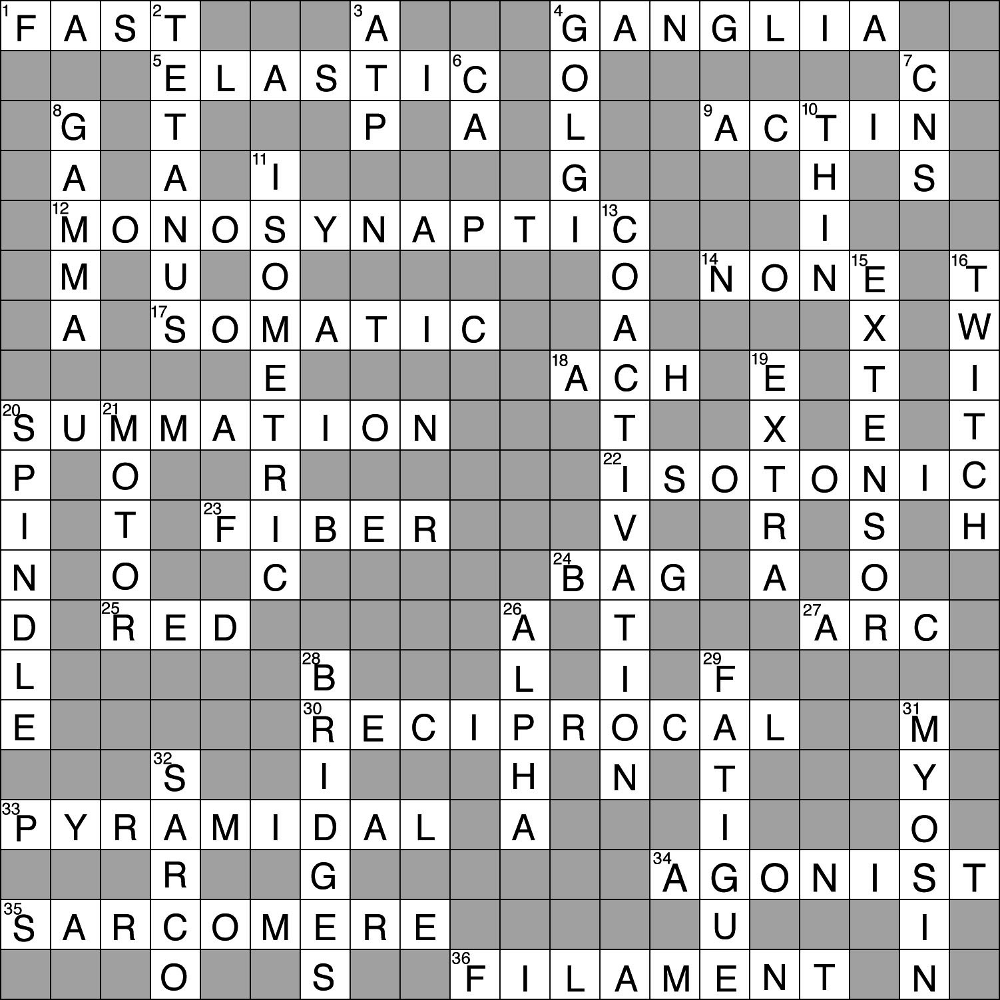 1 F A S 2 T 3 A 4 G A N G L I A
5 E L A S T I 6 C O 7 C
8 G T P A L 9 A C 10 T I N
A A 11 I G H S
12 M O N O S Y N A P T I 13 C I
M U O O 14 N O N 15 E 16 T
A 17 S O M A T I C A X W
E 18 A C H 19 E T I
20 S U 21 M M A T I O N T X E T
P O R 22 I S O T O N I C
I T 23 F I B E R V R S H
N O C 24 B A G A O
D 25 R E D 26 A T 27 A R C
L 28 B L I 29 F
E 30 R E C I P R O C A L 31 M
32 S I H N T Y
33 P Y R A M I D A L A I O
R G 34 A G O N I S T
35 S A R C O M E R E U I
O S 36 F I L A M E N T N